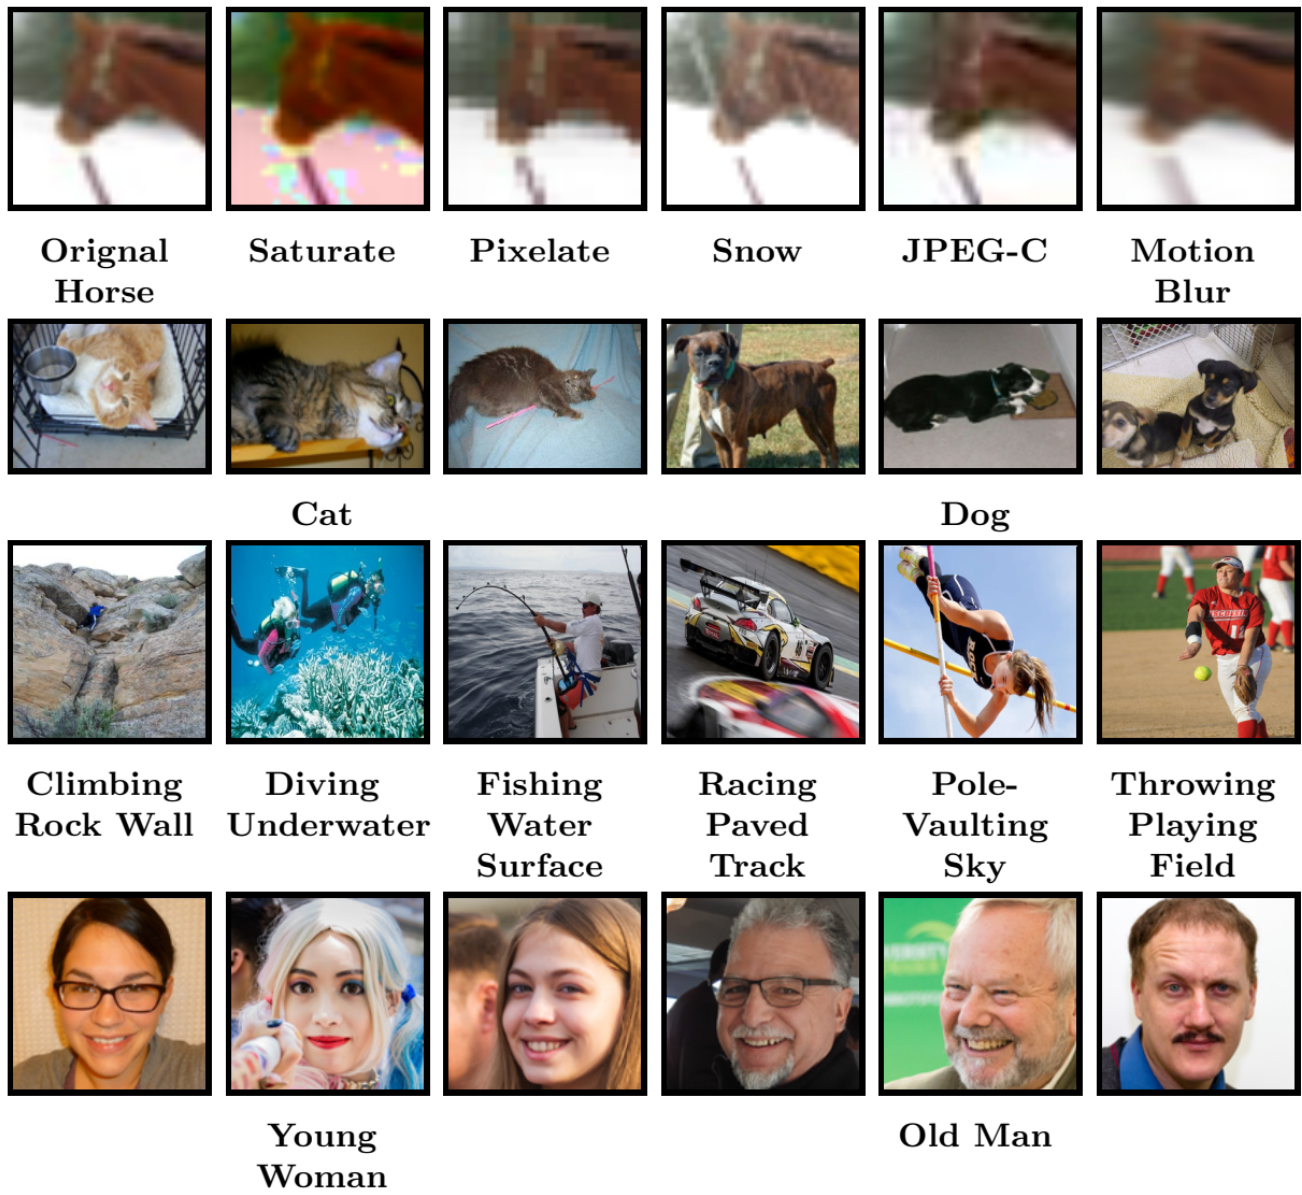 Orignal
Horse
Saturate
Pixelate
Snow
JPEG-C
Motion
Blur
Cat
Dog
Climbing
Rock Wall
Diving
Underwater
Fishing
Water
Surface
Racing
Paved
Track
Pole-
Vaulting
Sky
Throwing
Playing
Field
Young
Woman
Old Man